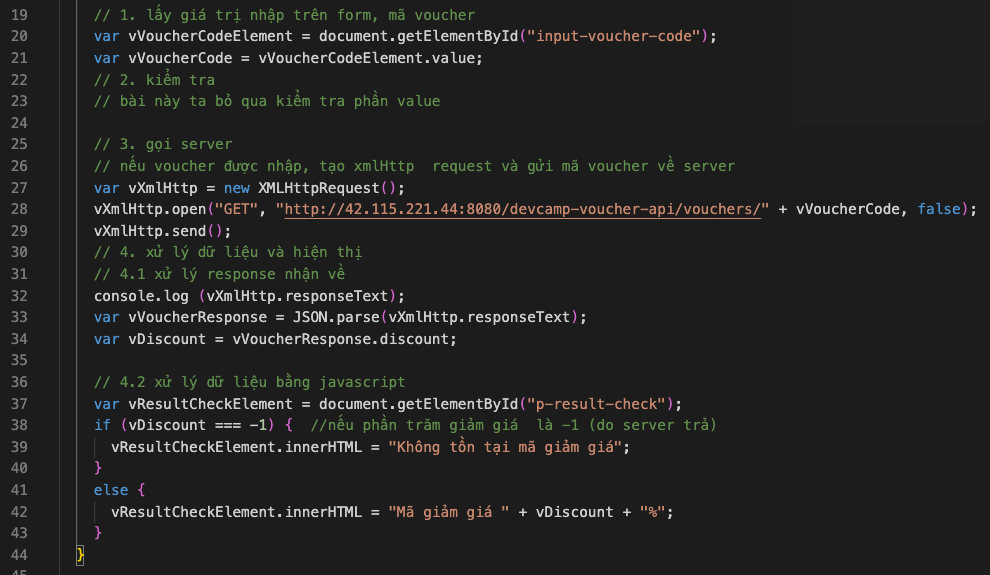 19 // 1. lấy giá trị nhập trên form, mã voucher
20 var vVoucherCodeElement = document.getElementById("input-voucher-code");
21 var vVoucherCode = vVoucherCodeElement.value;
22 // 2. kiểm tra
23 // bài này ta bỏ qua kiểm tra phần value
24
25 // 3. gọi server
26 // nếu voucher được nhập, tạo xmlHttp  request và gửi mã voucher về server
27 var vXmlHttp = new XMLHttpRequest();
28 vXmlHttp.open("GET", "http://42.115.221.44:8080/devcamp-voucher-api/vouchers/" + vVoucherCode, false);
29 vXmlHttp.send();
30 // 4. xử lý dữ liệu và hiện thị
31 // 4.1 xử lý response nhận về
32 console.log (vXmlHttp.responseText);
33 var vVoucherResponse = JSON.parse(vXmlHttp.responseText);
34 var vDiscount = vVoucherResponse.discount;
35
36 // 4.2 xử lý dữ liệu bằng javascript
37 var vResultCheckElement = document.getElementById("p-result-check");
38 if (vDiscount === -1) {  //nếu phần trăm giảm giá  là -1 (do server trả)
39 vResultCheckElement.innerHTML = "Không tồn tại mã giảm giá";
40 }
41 else {
42 vResultCheckElement.innerHTML = "Mã giảm giá " + vDiscount + "%";
43 }
44 }
45